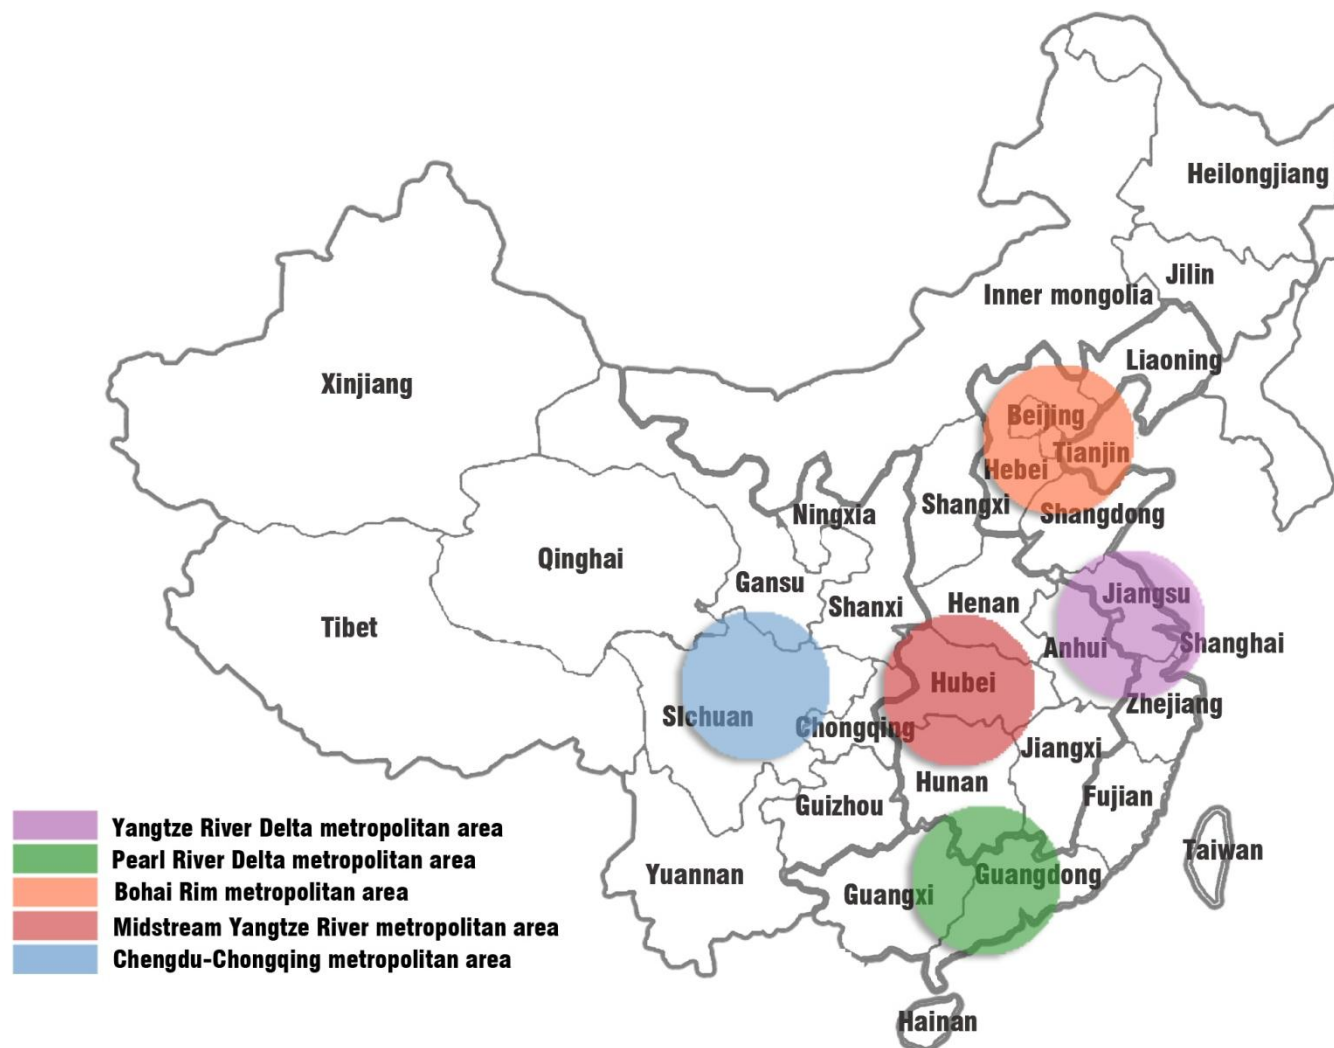 Heilongjiang
Jilin
Inner mongolia
Liaoning
Xinjiang
Beijing
Tianjin
Hebei
Shangxi
Shangdong
Ningxia
Qinghai
Gansu
Jiangsu
Shanxi
Henan
Tibet
Anhui
Shanghai
Hubei
Zhejiang
SIchuan
Chongqing
Jiangxi
Hunan
Fujian
Guizhou
Taiwan
Yuannan
Guangxi
Guangdong
Hainan
Yangtze River Delta metropolitan area
Pearl River Delta metropolitan area
Bohai Rim metropolitan area
Midstream Yangtze River metropolitan area
Chengdu-Chongqing metropolitan area